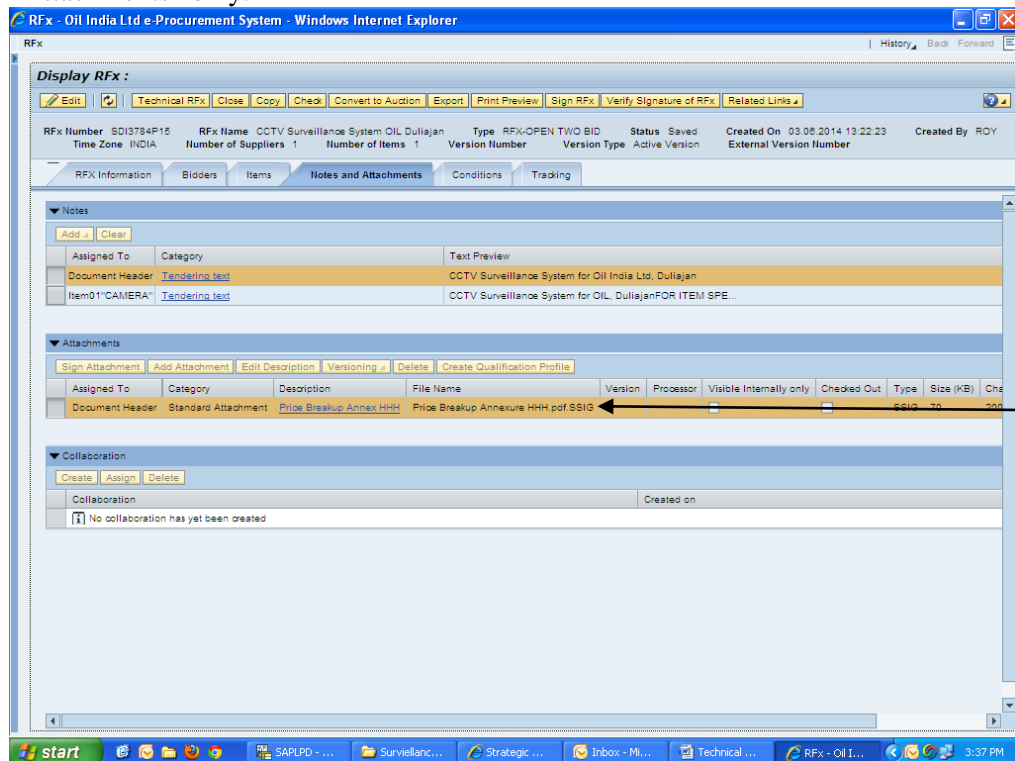 RFx - Oil India Ltd e-Procurement System - Windows Internet Explorer
RFx | History Back Forward
Display RFx :
Edit | | Technical RFx Close Copy Check Convert to Auction Export Print Preview Sign RFx Verify Signature of RFx Related Links
RFx Number SDI3784P15 RFx Name CCTV Surveillance System OIL Duliajan Type RFX-OPEN TWO BID Status Saved Created On 03.06.2014 13:22:23 Created By ROY
Time Zone INDIA Number of Suppliers 1 Number of Items 1 Version Number Version Type Active Version External Version Number
RFX Information Bidders Items Notes and Attachments Conditions Tracking
Notes
Add Clear
Assigned To Category Text Preview
Document Header Tendering text CCTV Surveillance System for Oil India Ltd, Duliajan
Item01"CAMERA" Tendering text CCTV Surveillance System for OIL, DuliajanFOR ITEM SPE...
Attachments
Sign Attachment Add Attachment Edit Description Versioning Delete Create Qualification Profile
Assigned To Category Description File Name Version Processor Visible Internally only Checked Out Type Size (KB) Cha
Document Header Standard Attachment Price Breakup Annex HHH Price Breakup Annexure HHH.pdf.SSIG SSIG 70 200
Collaboration
Create Assign Delete
Collaboration Created on
No collaboration has yet been created
start SAPLPD - ... Surviellanc... Strategic ... Inbox - Mi... Technical ... RFx - Oil I... 3:37 PM